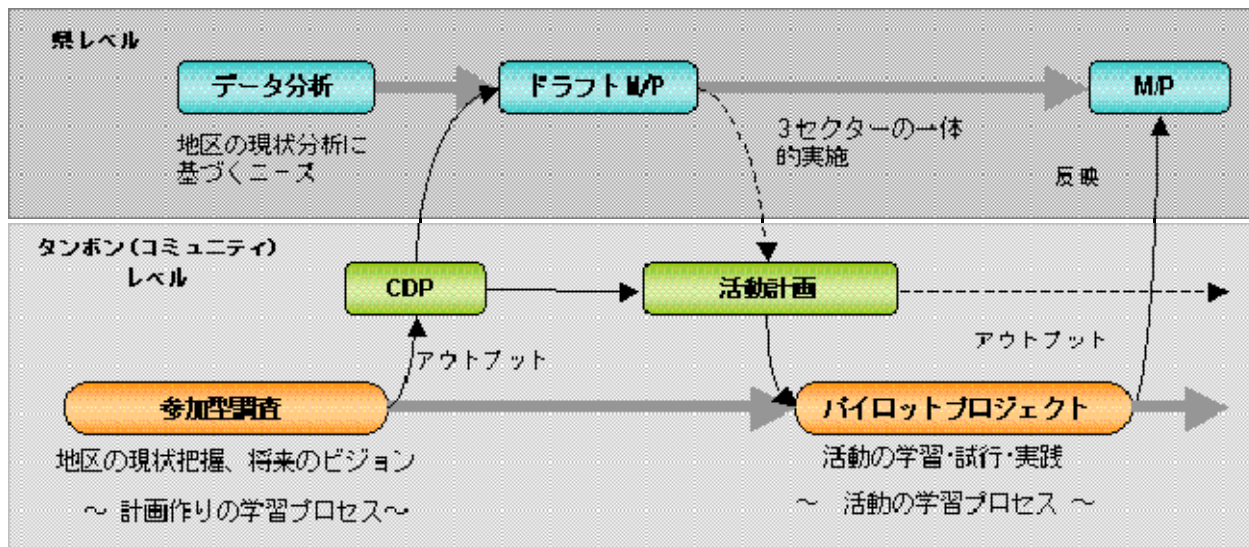 県レベル
データ分析
ドラフト M/P
M/P
地区の現状分析に
基づくニーズ
3セクターの一体
的実施
反映
タンボン(コミュニティ)
レベル
CDP
活動計画
アウトプット
アウトプット
参加型調査
パイロットプロジェクト
地区の現状把握、将来のビジョン
～ 計画作りの学習プロセス～
活動の学習・試行・実践
～ 活動の学習プロセス ～